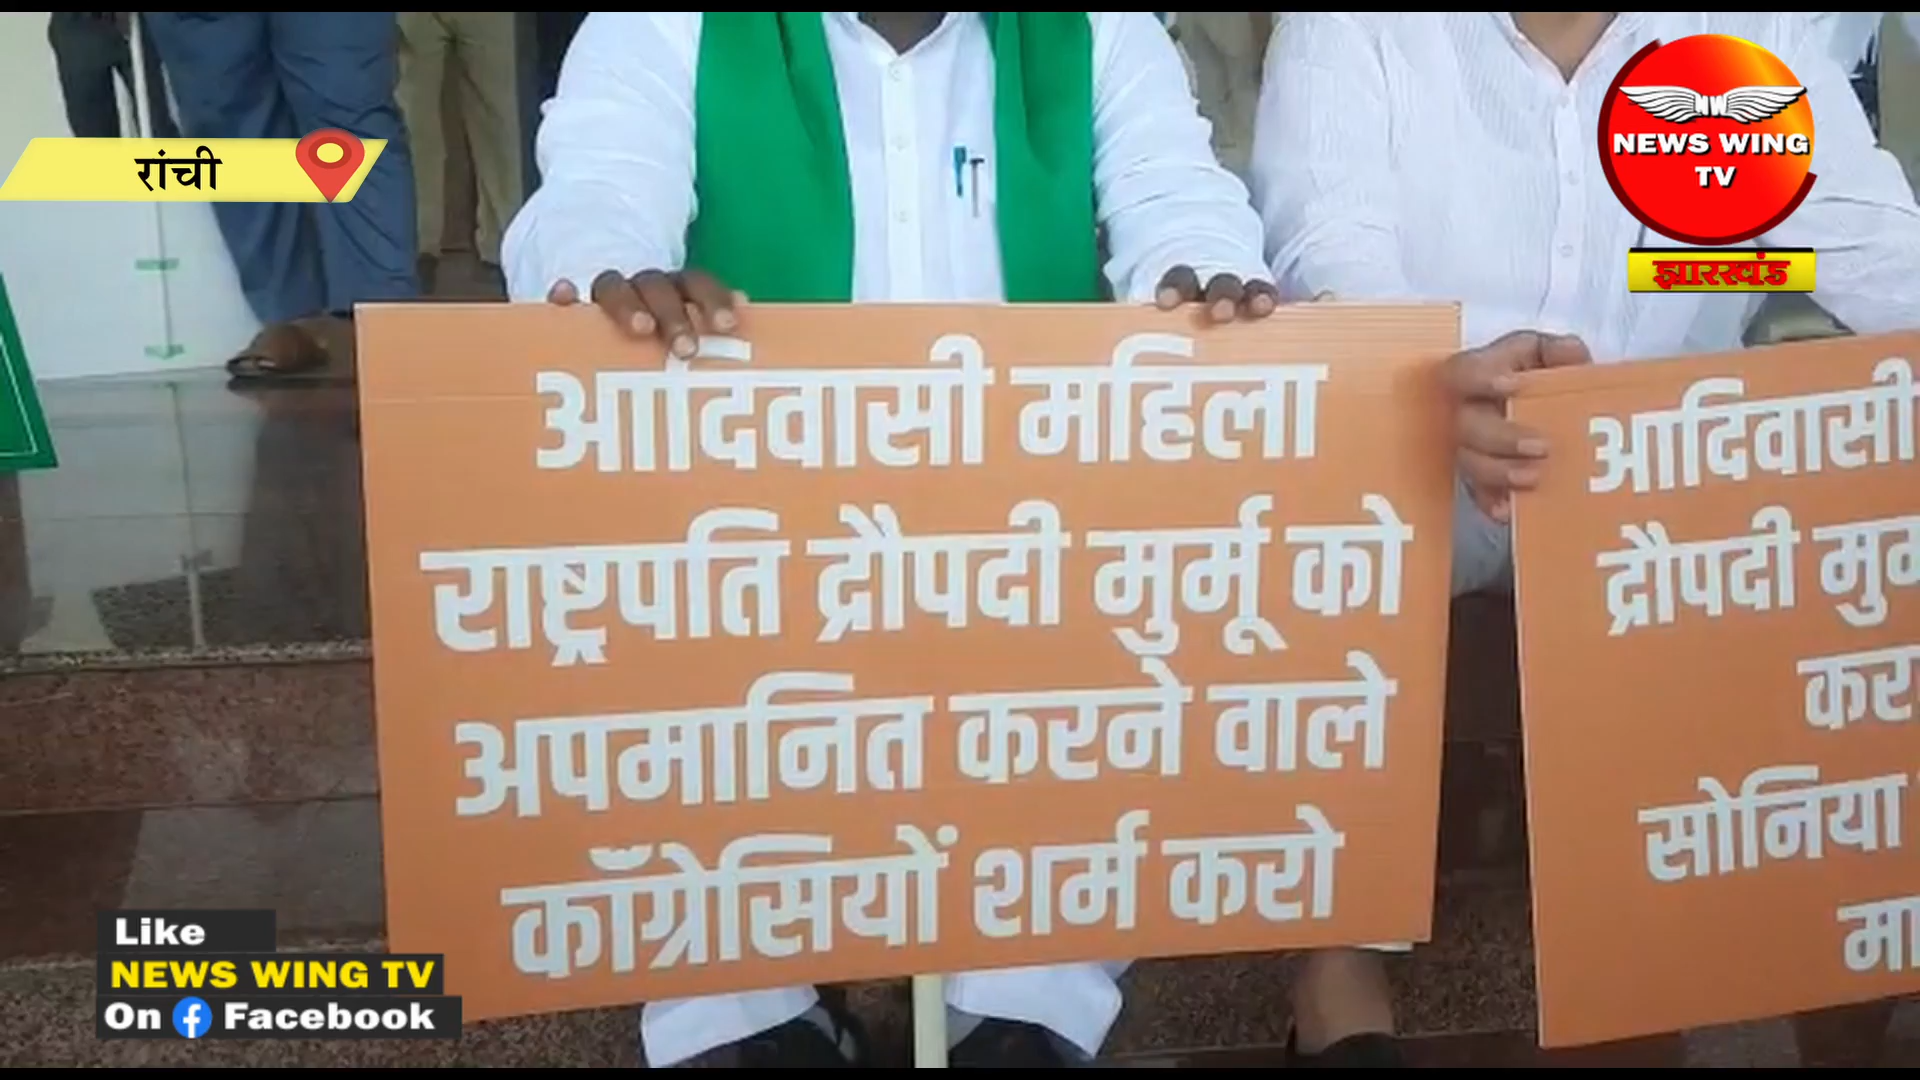 रांची
NW
NEWS WING
TV
झारखंड
आदिवासी महिला
राष्ट्रपति द्रौपदी मुर्मू को
अपमानित करने वाले
काँग्रेसियों शर्म करो
आदिवासी
द्रौपदी
सोनिया
Like
NEWS WING TV
On Facebook